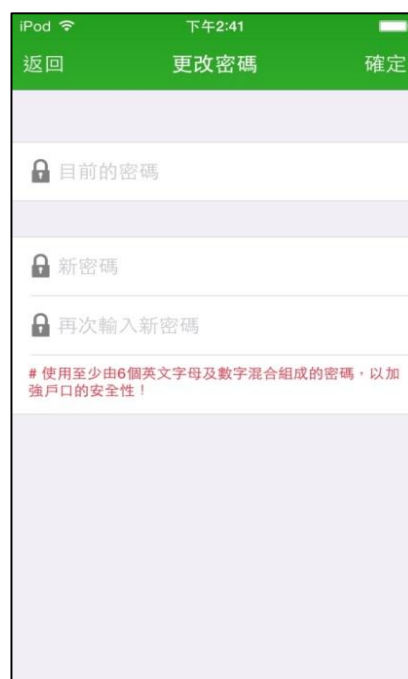 iPod 下午2:41
返回 更改密碼 確定
目前的密碼
新密碼
再次輸入新密碼
# 使用至少由6個英文字母及數字混合組成的密碼，以加
強戶口的安全性！